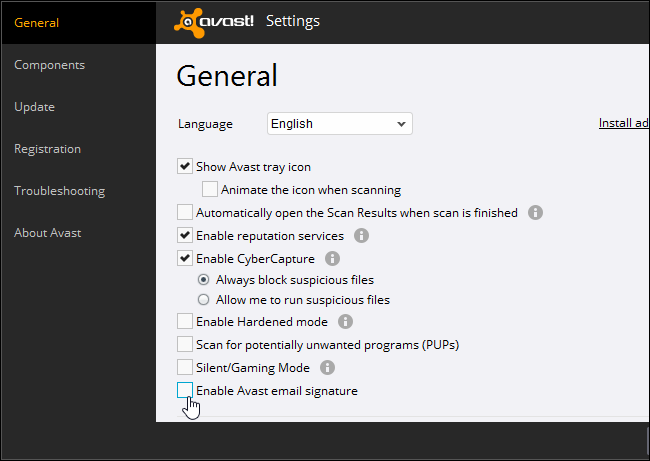 General
Components
Update
Registration
Troubleshooting
About Avast
avast! Settings
General
Language English Install ad
Show Avast tray icon
Animate the icon when scanning
Automatically open the Scan Results when scan is finished
Enable reputation services
Enable CyberCapture
Always block suspicious files
Allow me to run suspicious files
Enable Hardened mode
Scan for potentially unwanted programs (PUPs)
Silent/Gaming Mode
Enable Avast email signature